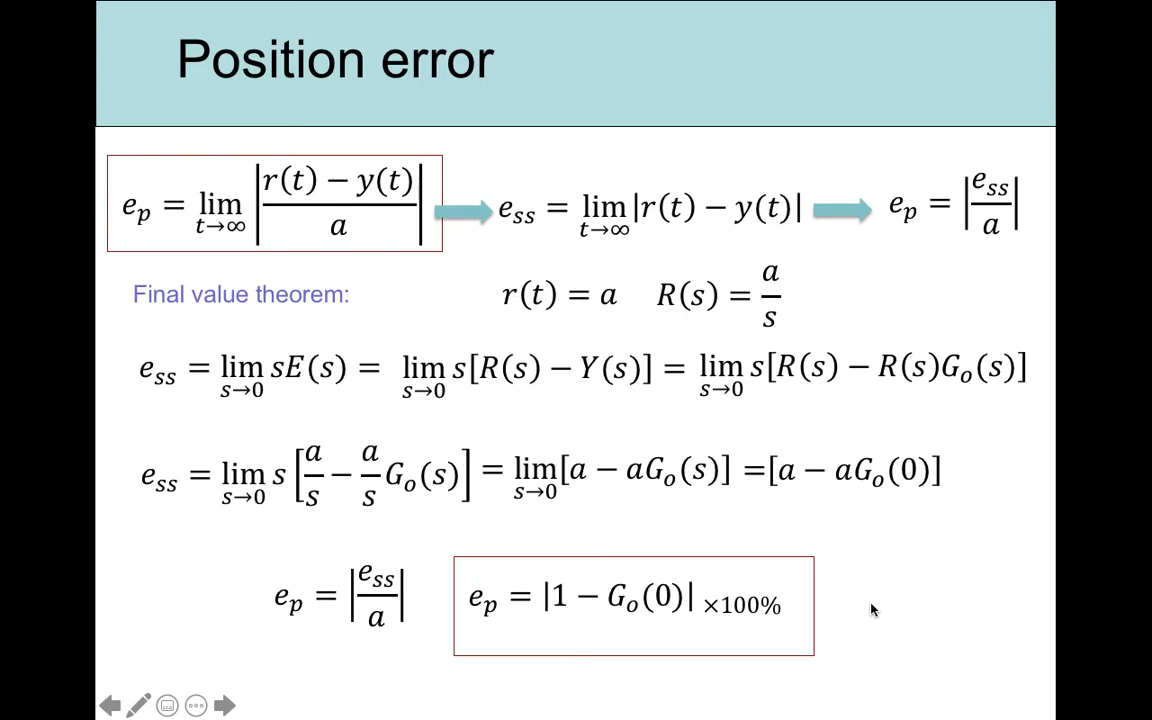 Position error
e_p = lim_{t→∞} |(r(t) − y(t))/a| e_ss = lim_{t→∞} |r(t) − y(t)| e_p = |e_ss/a|
Final value theorem: r(t) = a R(s) = a/s
e_ss = lim_{s→0} sE(s) = lim_{s→0} s[R(s) − Y(s)] = lim_{s→0} s[R(s) − R(s)G_o(s)]
e_ss = lim_{s→0} s[a/s − a/s G_o(s)] = lim_{s→0} [a − aG_o(s)] =[a − aG_o(0)]
e_p = |e_ss/a| e_p = |1 − G_o(0)| ×100%